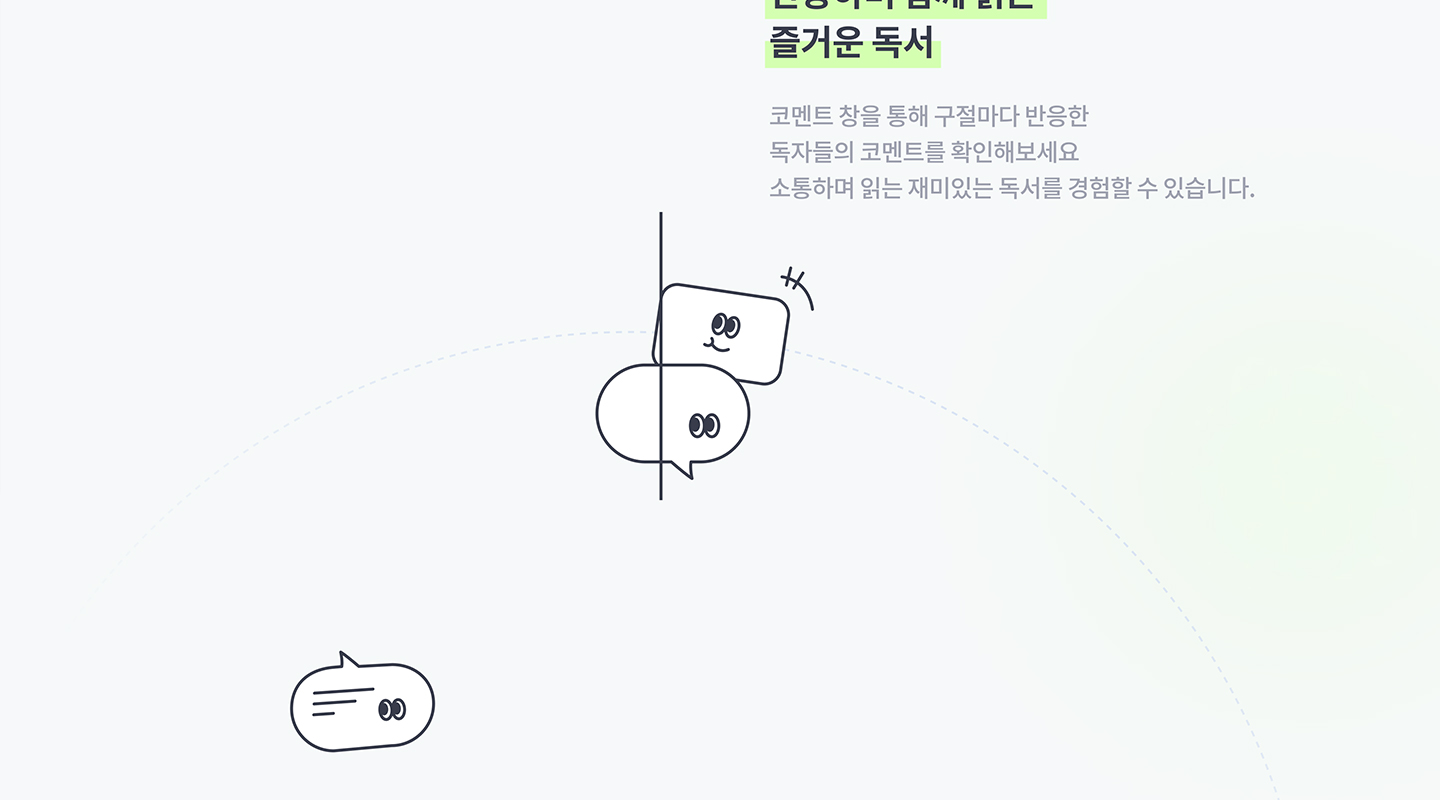 즐거운 독서
코멘트 창을 통해 구절마다 반응한
독자들의 코멘트를 확인해보세요
소통하며 읽는 재미있는 독서를 경험할 수 있습니다.